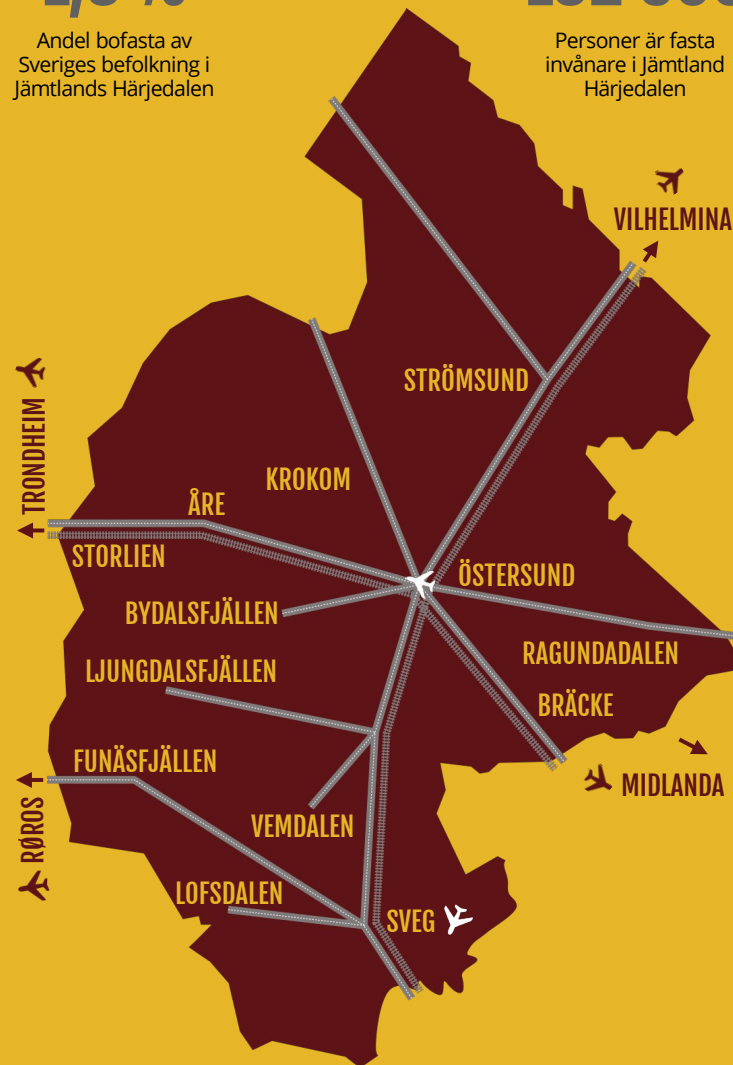 Andel bofasta av
Sveriges befolkning i
Jämtlands Härjedalen
Personer är fasta
invånare i Jämtland
Härjedalen
VILHELMINA
STRÖMSUND
TRONDHEIM
KROKOM
ÅRE
STORLIEN
ÖSTERSUND
BYDALSFJÄLLEN
RAGUNDADALEN
LJUNGDALSFJÄLLEN
BRÄCKE
FUNÄSFJÄLLEN
MIDLANDA
RØROS
VEMDALEN
LOFSDALEN
SVEG